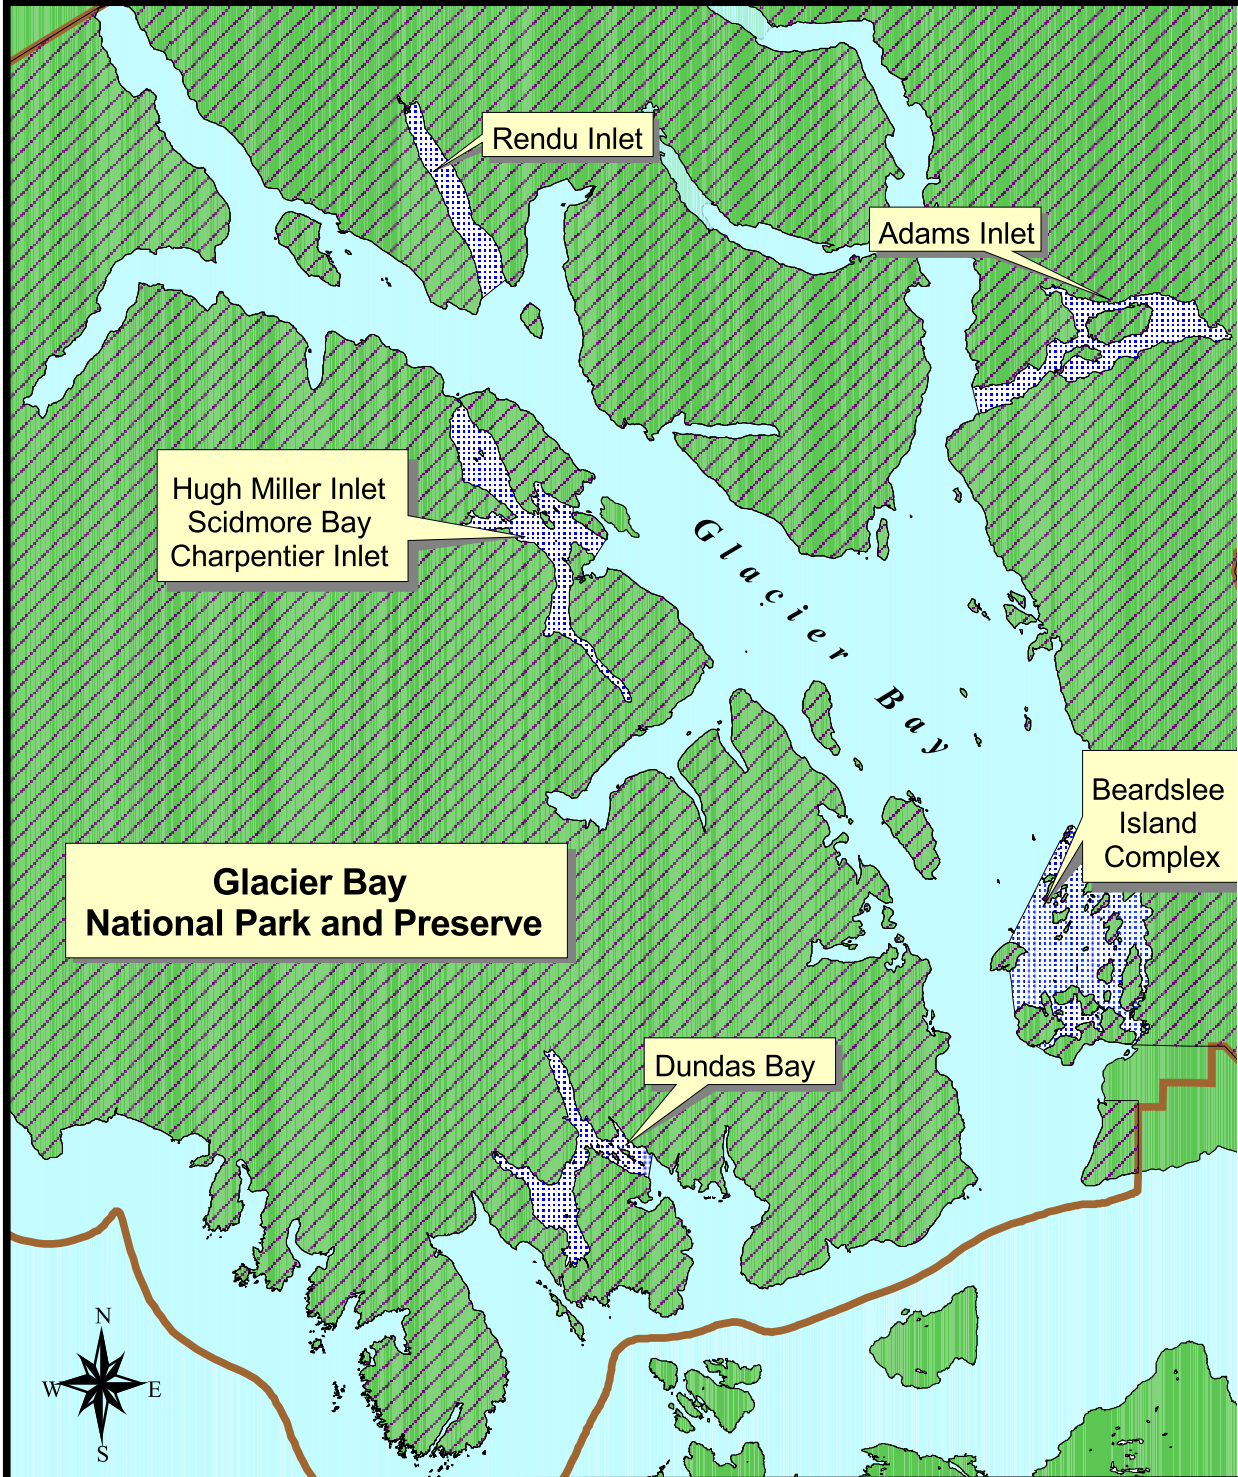 Rendu Inlet
Adams Inlet
Hugh Miller Inlet
Scidmore Bay
Charpentier Inlet
Glacier Bay
Beardslee
Island
Complex
Glacier Bay
National Park and Preserve
Dundas Bay
N
W E
S